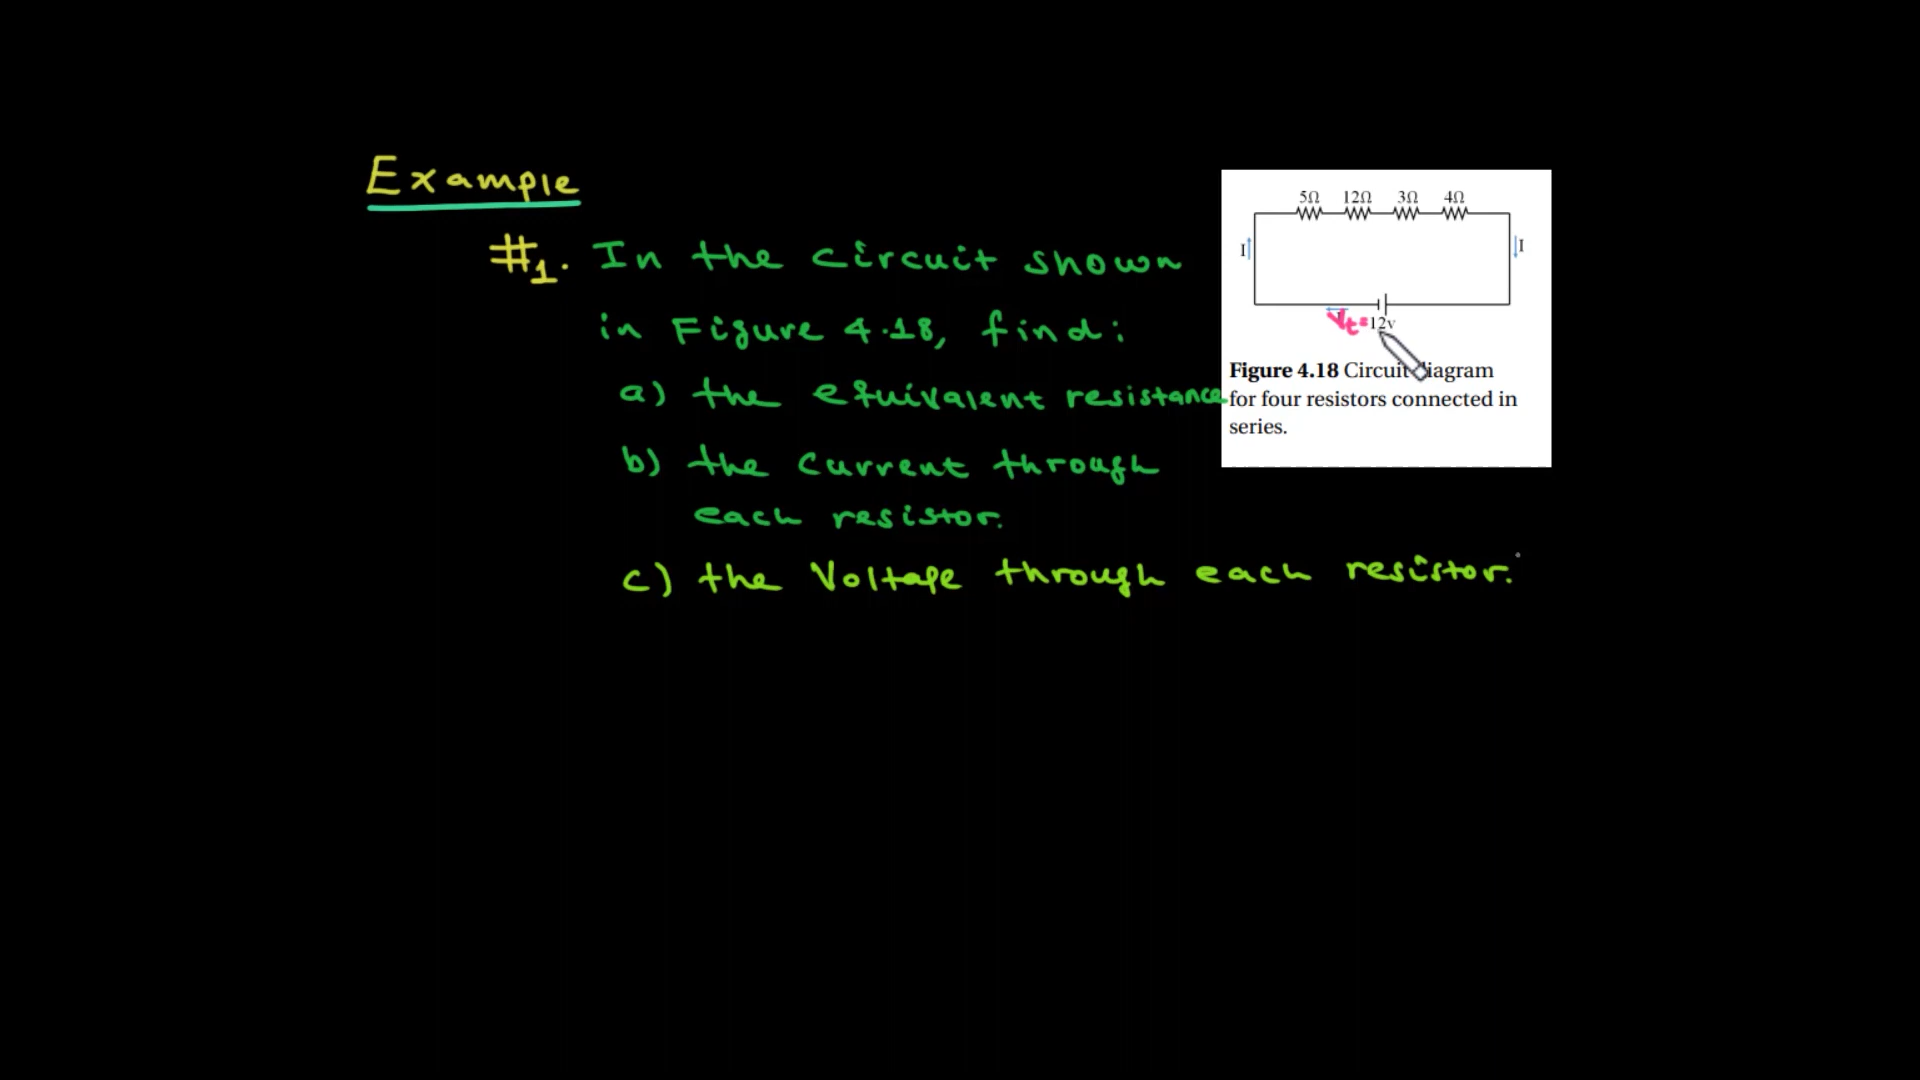 Example
#1. In the circuit shown
in Figure 4.18, find:
a) the equivalent resistance
b) the current through
each resistor.
c) the Voltage through each resistor.
5Ω 12Ω 3Ω 4Ω
I I
Vt=12v
Figure 4.18 Circuit diagram
for four resistors connected in
series.